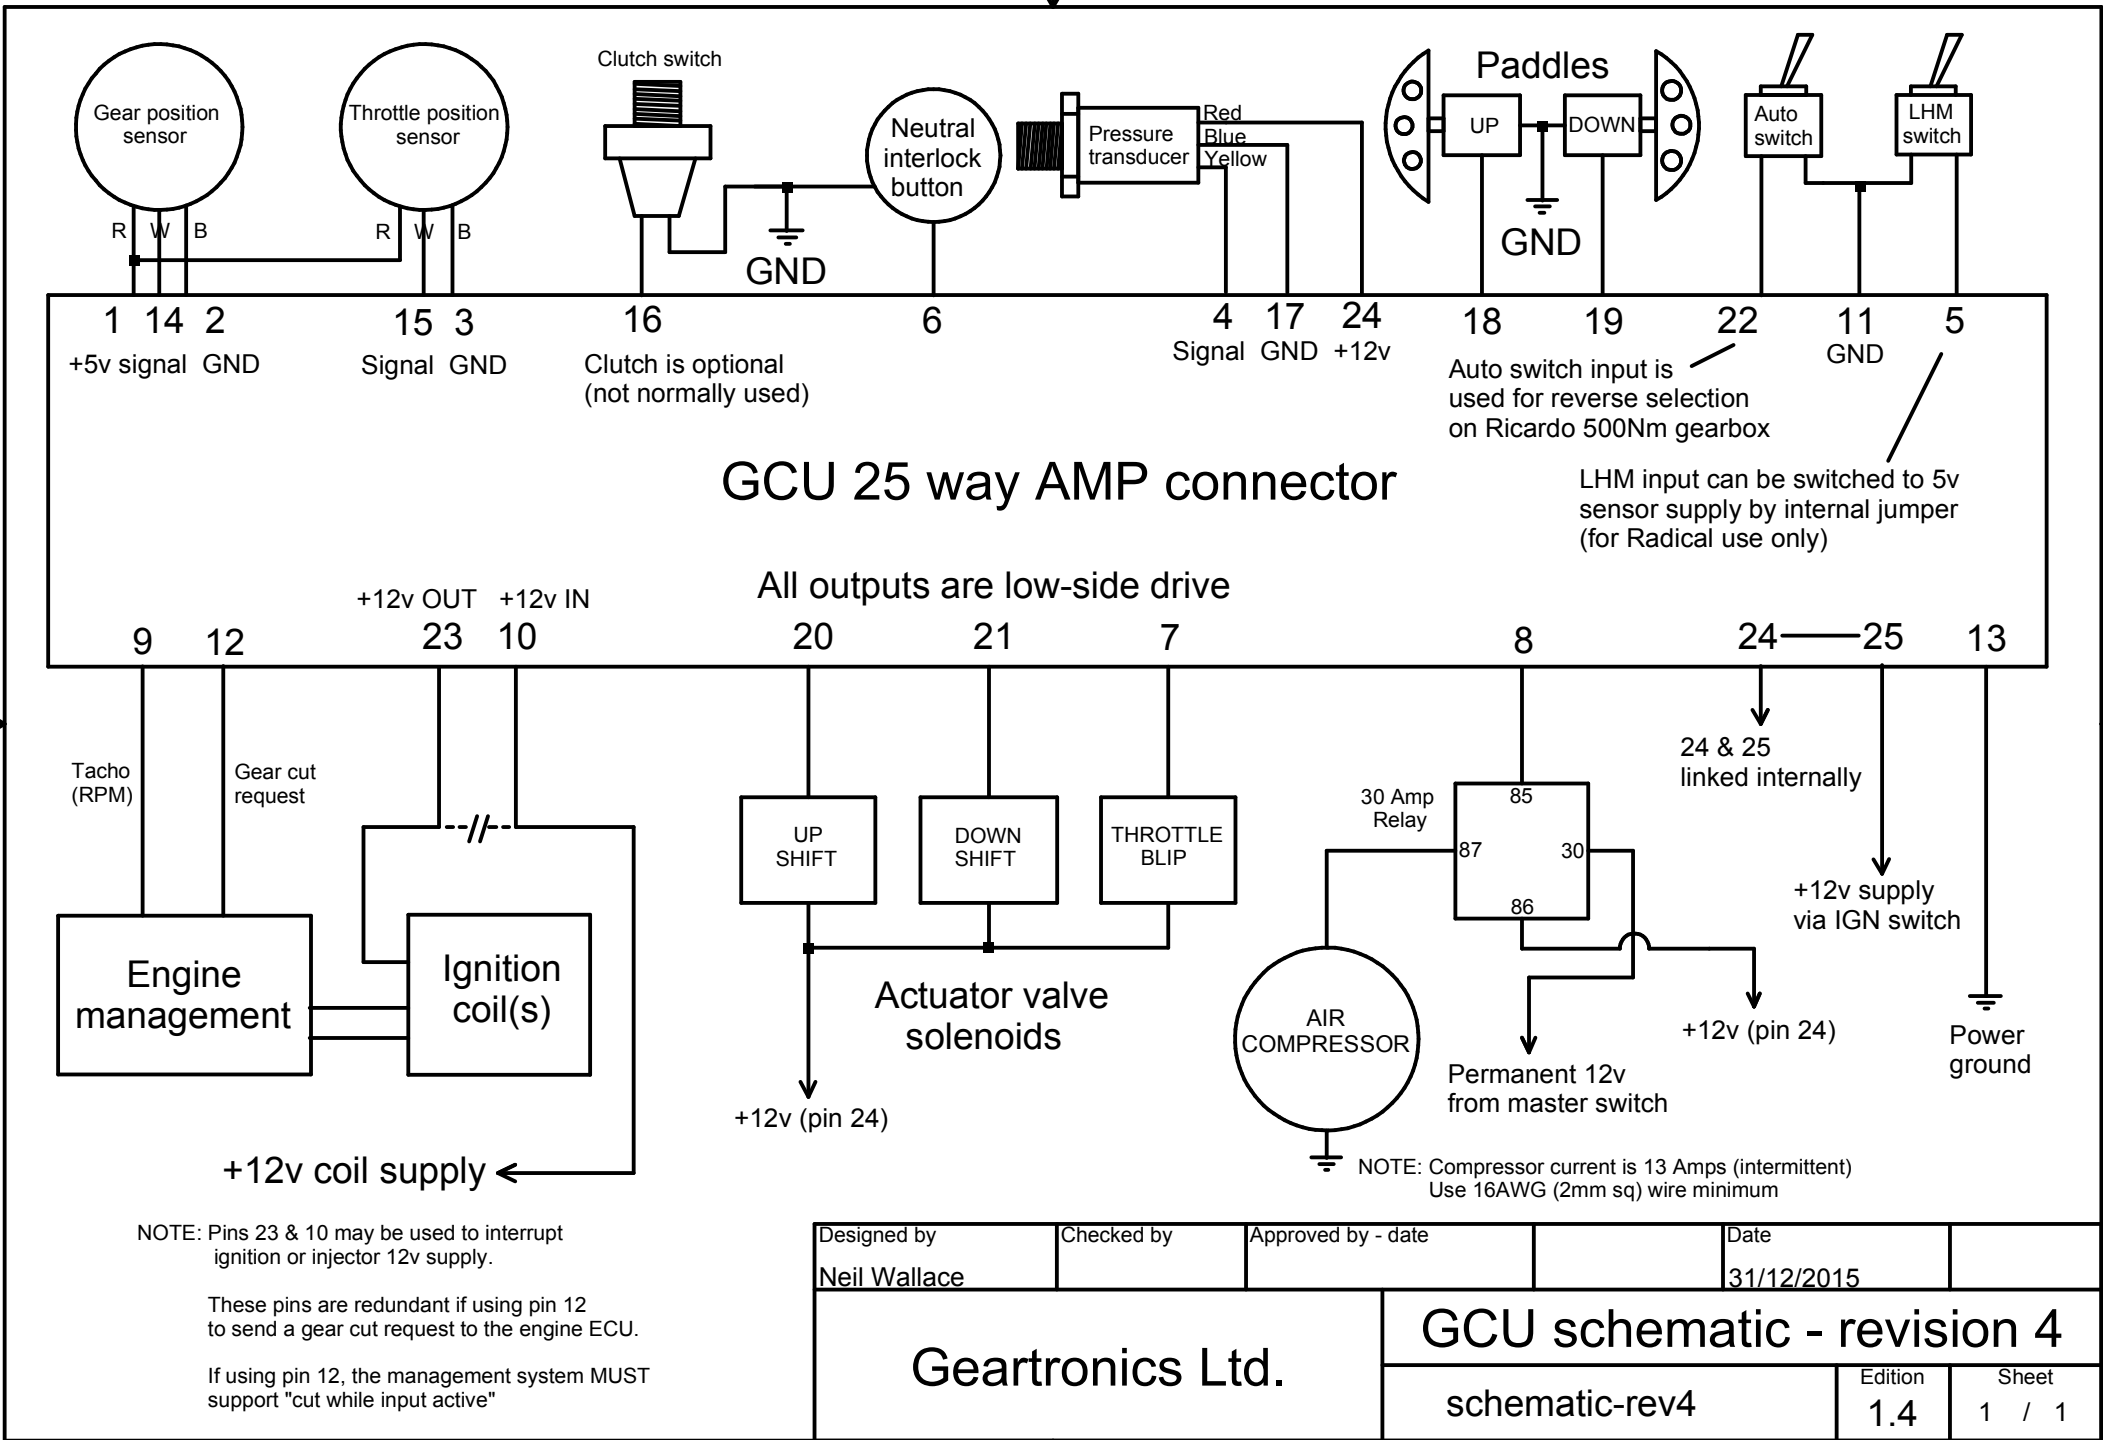 Gear position
sensor
Throttle position
sensor
Clutch switch
Neutral
interlock
button
Pressure
transducer
Red
Blue
Yellow
Paddles
UP
DOWN
Auto
switch
LHM
switch
R W B
R W B
GND
GND
1 14 2
15 3
16
6
4 17 24
18
19
22
11
5
+5v signal GND
Signal GND
Clutch is optional
(not normally used)
Signal GND +12v
GND
Auto switch input is
used for reverse selection
on Ricardo 500Nm gearbox
GCU 25 way AMP connector
LHM input can be switched to 5v
sensor supply by internal jumper
(for Radical use only)
All outputs are low-side drive
+12v OUT +12v IN
9 12 23 10 20 21 7 8 24 25 13
Tacho
(RPM)
Gear cut
request
UP
SHIFT
DOWN
SHIFT
THROTTLE
BLIP
30 Amp
Relay
85
87
30
86
24 & 25
linked internally
+12v supply
via IGN switch
Engine
management
Ignition
coil(s)
Actuator valve
solenoids
AIR
COMPRESSOR
+12v (pin 24)
Power
ground
Permanent 12v
from master switch
+12v (pin 24)
+12v coil supply
NOTE: Compressor current is 13 Amps (intermittent)
Use 16AWG (2mm sq) wire minimum
NOTE: Pins 23 & 10 may be used to interrupt
ignition or injector 12v supply.
These pins are redundant if using pin 12
to send a gear cut request to the engine ECU.
If using pin 12, the management system MUST
support "cut while input active"
Designed by
Neil Wallace
Checked by
Approved by - date
Date
31/12/2015
Geartronics Ltd.
GCU schematic - revision 4
schematic-rev4
Edition
1.4
Sheet
1 / 1